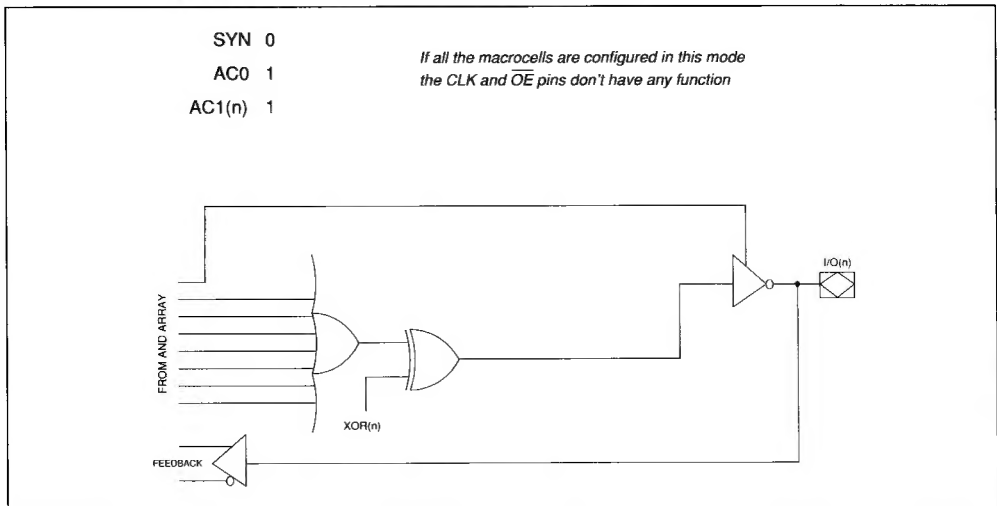 SYN 0
AC0 1
AC1(n) 1
If all the macrocells are configured in this mode
the CLK and O̅E̅ pins don't have any function
I/O(n)
FROM AND ARRAY
XOR(n)
FEEDBACK